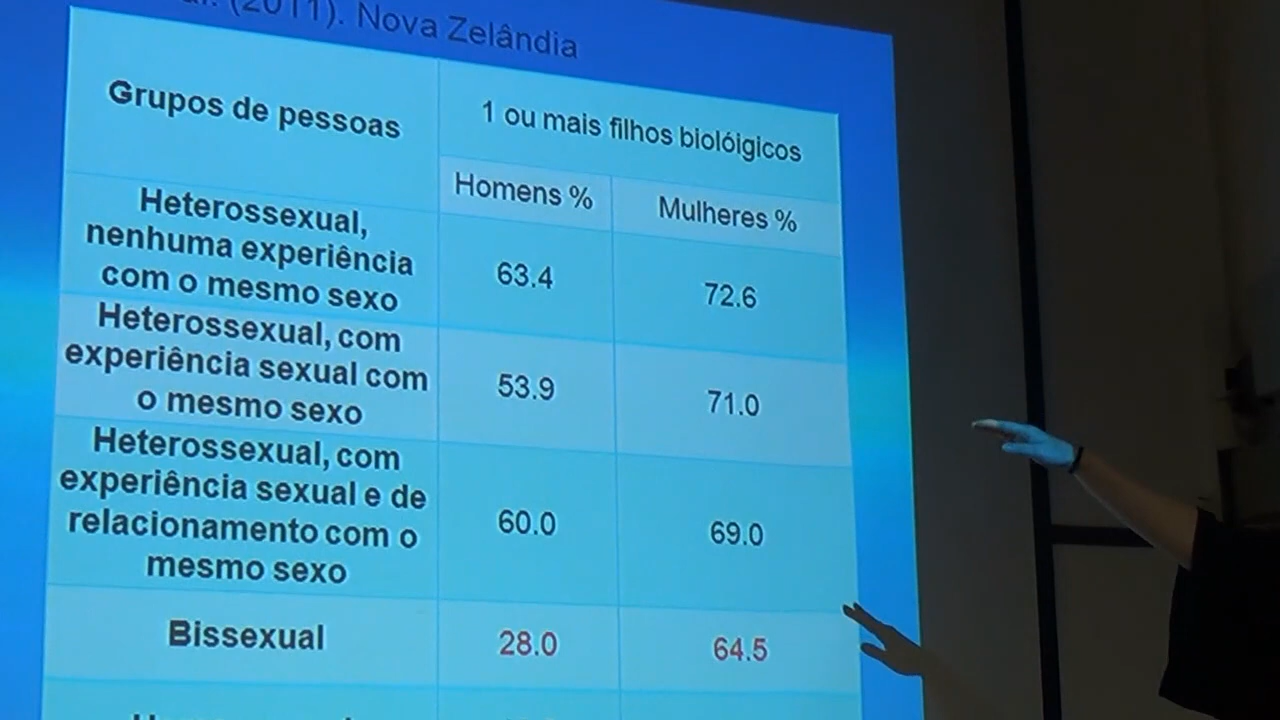 (2011). Nova Zelândia
Grupos de pessoas
1 ou mais filhos biolóigicos
Homens %
Mulheres %
Heterossexual,
nenhuma experiência
com o mesmo sexo
63.4
72.6
Heterossexual, com
experiência sexual com
o mesmo sexo
53.9
71.0
Heterossexual, com
experiência sexual e de
relacionamento com o
mesmo sexo
60.0
69.0
Bissexual
28.0
64.5